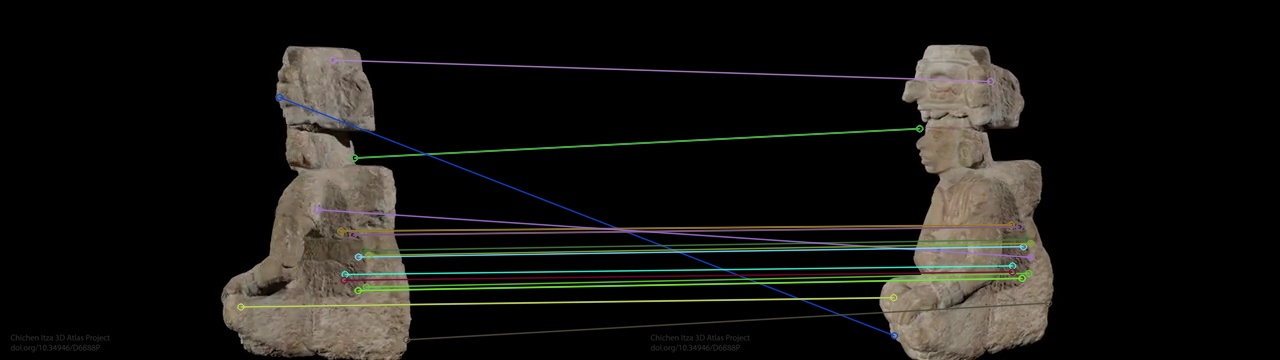 Chichen Itza 3D Atlas Project
doi.org/10.34946/D6B88P
Chichen Itza 3D Atlas Project
doi.org/10.34946/D6B88P